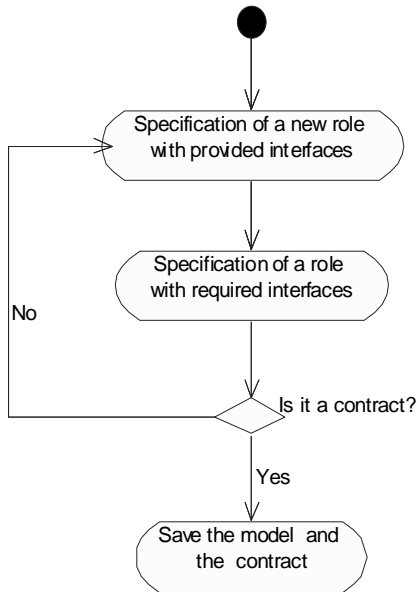 Specification of a new role
with provided interfaces
Specification of a role
with required interfaces
No
Is it a contract?
Yes
Save the model and
the contract